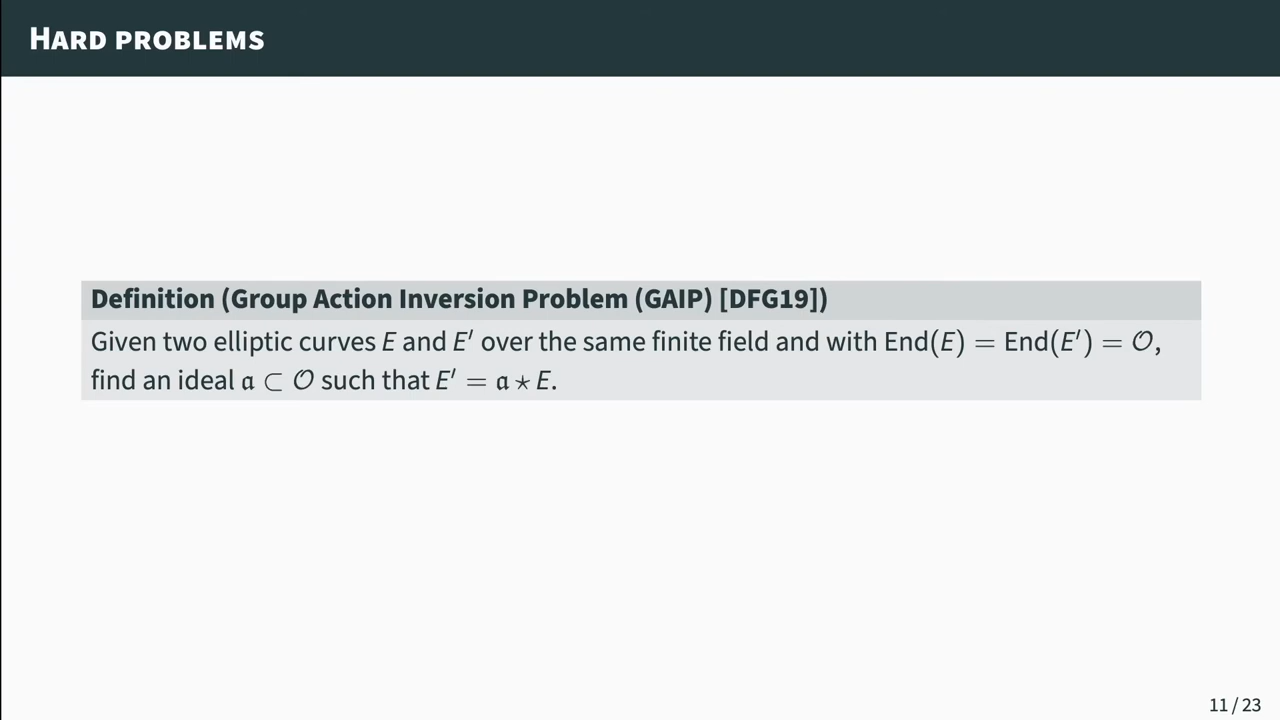 HARD PROBLEMS
Definition (Group Action Inversion Problem (GAIP) [DFG19])
Given two elliptic curves E and E′ over the same finite field and with End(E) = End(E′) = 𝒪,
find an ideal 𝔞 ⊂ 𝒪 such that E′ = 𝔞 ⋆ E.
11 / 23